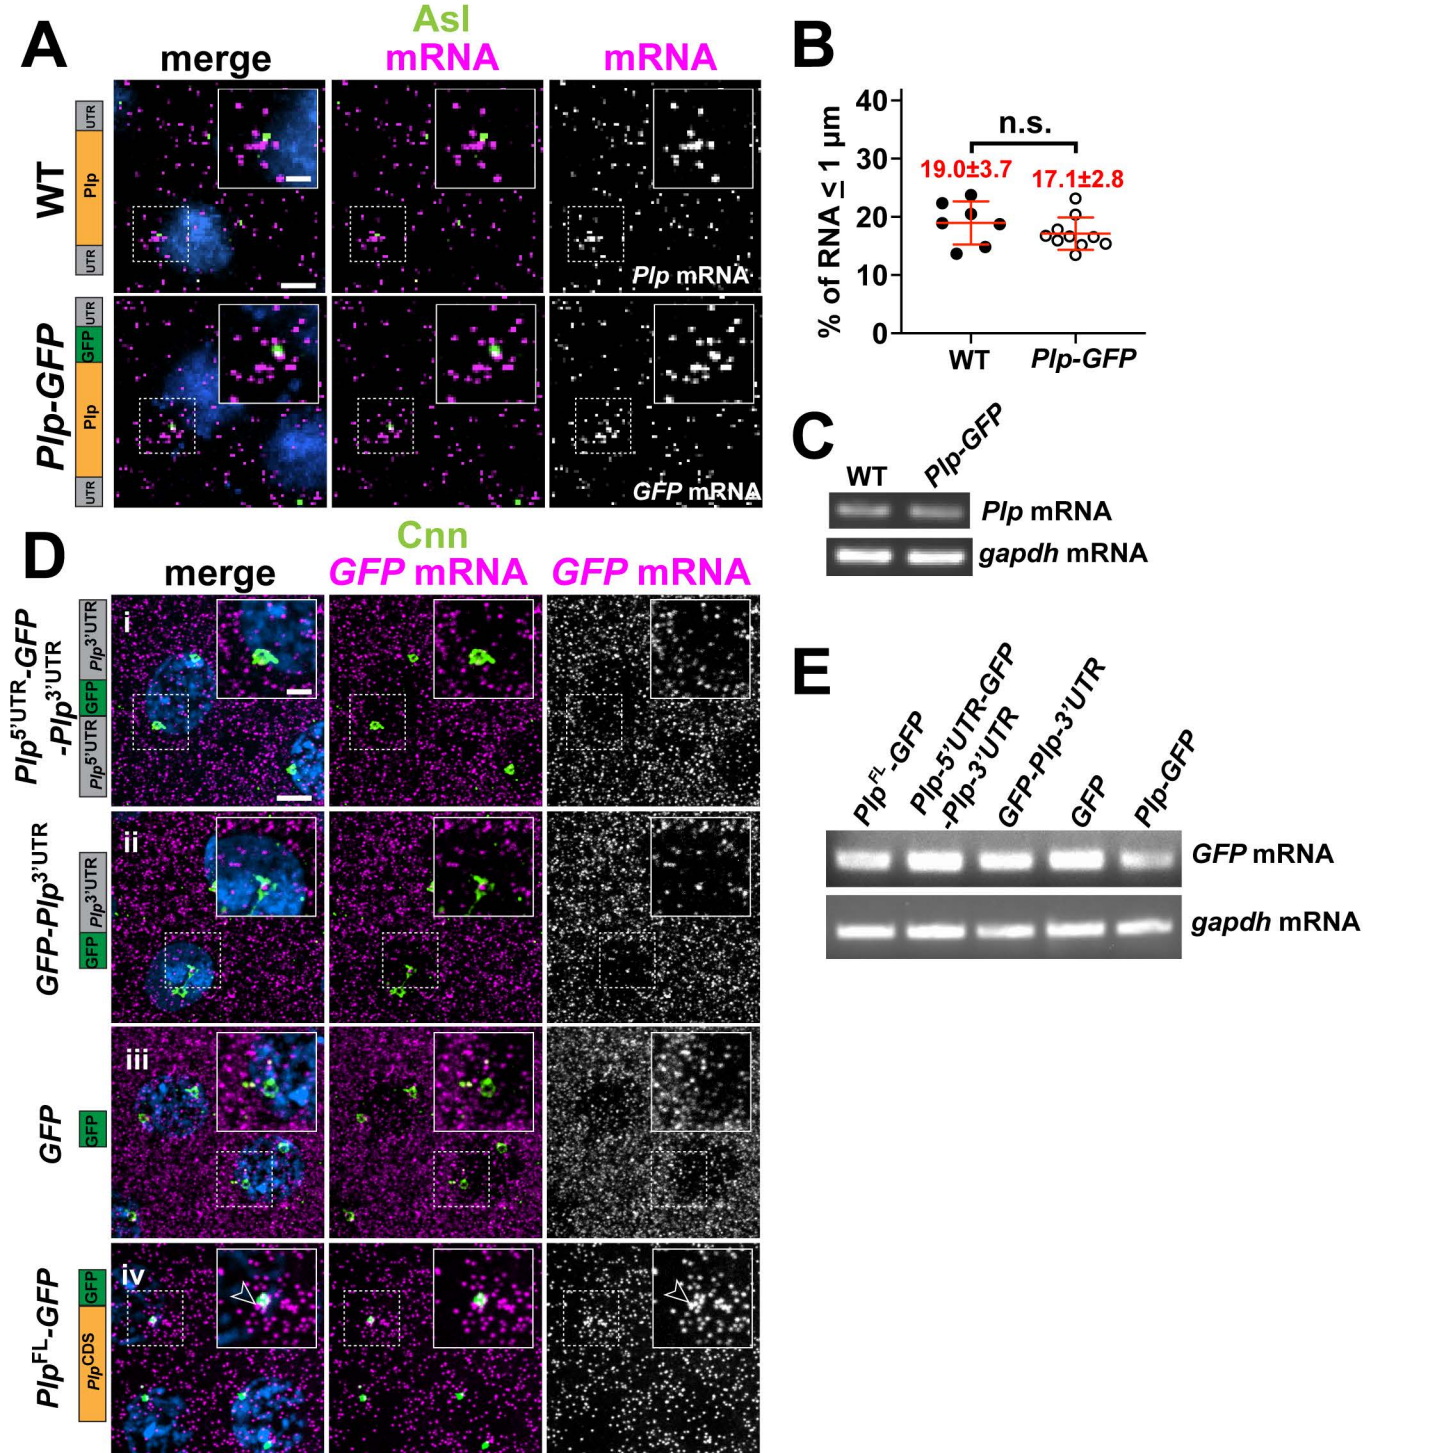 A
merge
Asl
mRNA
mRNA
WT
UTR
Plp
UTR
Plp mRNA
Plp-GFP
UTR
GFP
Plp
UTR
GFP mRNA
B
% of RNA ≤ 1 µm
40
30
20
10
0
n.s.
19.0±3.7
17.1±2.8
WT
Plp-GFP
C
WT
Plp-GFP
Plp mRNA
gapdh mRNA
D
merge
Cnn
GFP mRNA
GFP mRNA
Plp5’UTR-GFP
-Plp3’UTR
Plp3’UTR
GFP
Plp5’UTR
i
GFP-Plp3’UTR
Plp3’UTR
GFP
ii
GFP
GFP
iii
PlpFL-GFP
GFP
PlpCDS
iv
E
PlpFL-GFP
Plp-5’UTR-GFP
-Plp-3’UTR
GFP-Plp-3’UTR
GFP
Plp-GFP
GFP mRNA
gapdh mRNA